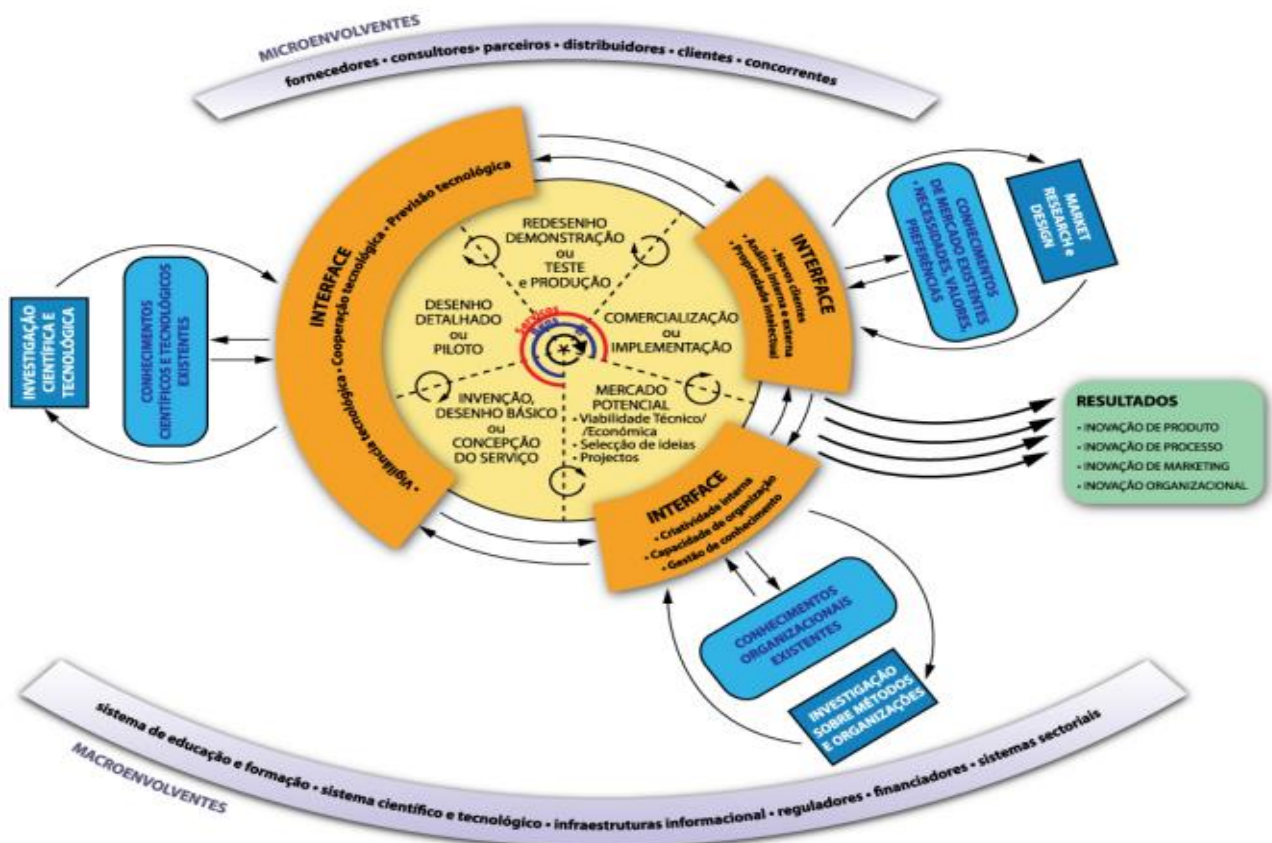 MICROENVOLVENTES
fornecedores • consultores• parceiros • distribuidores • clientes • concorrentes
INTERFACE
• Vigilância tecnológica • Cooperação tecnológica • Previsão tecnológica
INVESTIGAÇÃO
CIENTÍFICA E
TECNOLÓGICA
CONHECIMENTOS
CIENTÍFICOS E TECNOLÓGICOS
EXISTENTES
REDESENHO
DEMONSTRAÇÃO
ou
TESTE
e PRODUÇÃO
DESENHO
DETALHADO
ou
PILOTO
Serviços
Bens
COMERCIALIZAÇÃO
ou
IMPLEMENTAÇÃO
INVENÇÃO,
DESENHO BÁSICO
ou
CONCEPÇÃO
DO SERVIÇO
MERCADO
POTENCIAL
• Viabilidade Técnico/
/Económica
• Selecção de ideias
• Projectos
INTERFACE
• Novos clientes
• Análise interna e externa
• Propriedade intelectual
CONHECIMENTOS
DE MERCADO EXISTENTES
• NECESSIDADES, VALORES,
PREFERÊNCIAS
MARKET
RESEARCH e
DESIGN
RESULTADOS
• INOVAÇÃO DE PRODUTO
• INOVAÇÃO DE PROCESSO
• INOVAÇÃO DE MARKETING
• INOVAÇÃO ORGANIZACIONAL
INTERFACE
• Criatividade interna
• Capacidade de organização
• Gestão de conhecimento
CONHECIMENTOS
ORGANIZACIONAIS
EXISTENTES
INVESTIGAÇÃO
SOBRE MÉTODOS
E ORGANIZAÇÕES
sistema de educação e formação • sistema científico e tecnológico • infraestruturas informacional • reguladores • financiadores • sistemas sectoriais
MACROENVOLVENTES